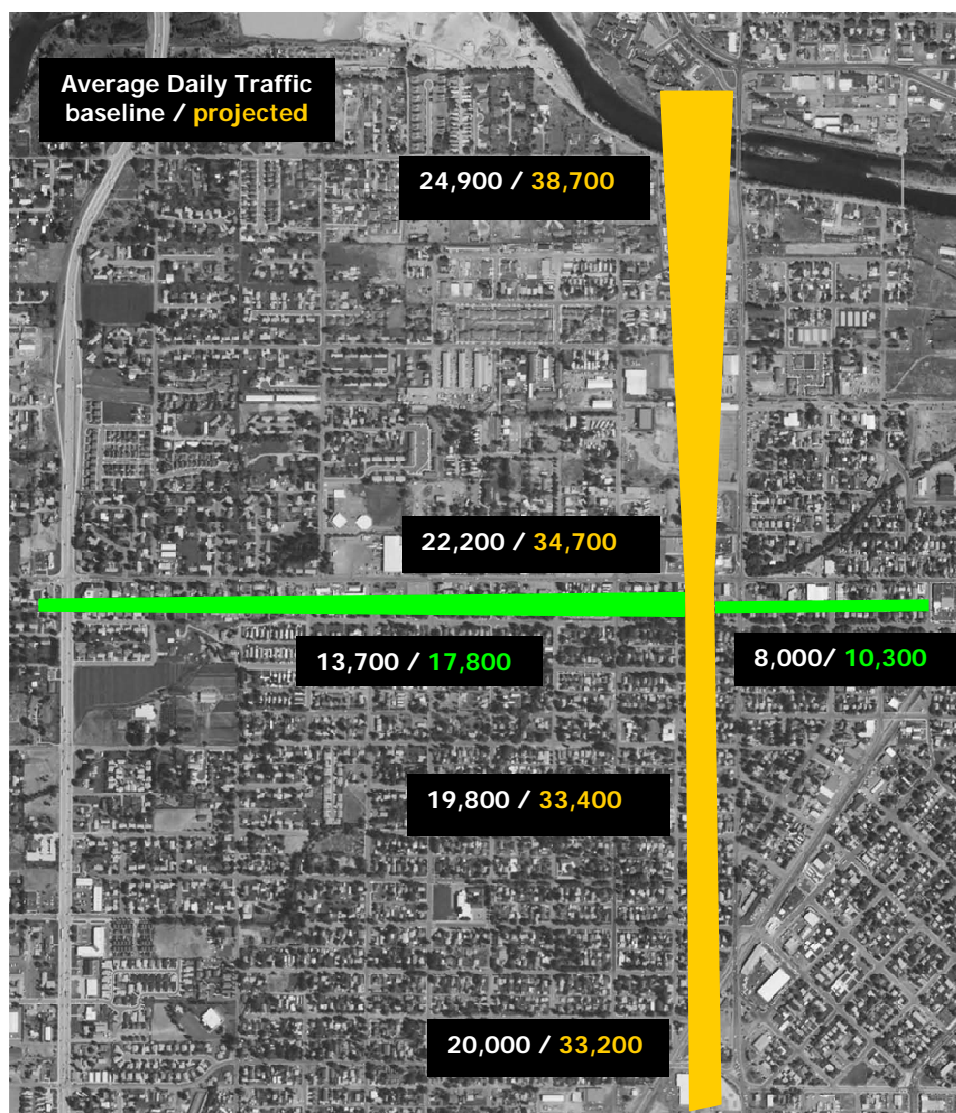 Average Daily Traffic
baseline / projected
24,900 / 38,700
22,200 / 34,700
13,700 / 17,800
8,000/ 10,300
19,800 / 33,400
20,000 / 33,200